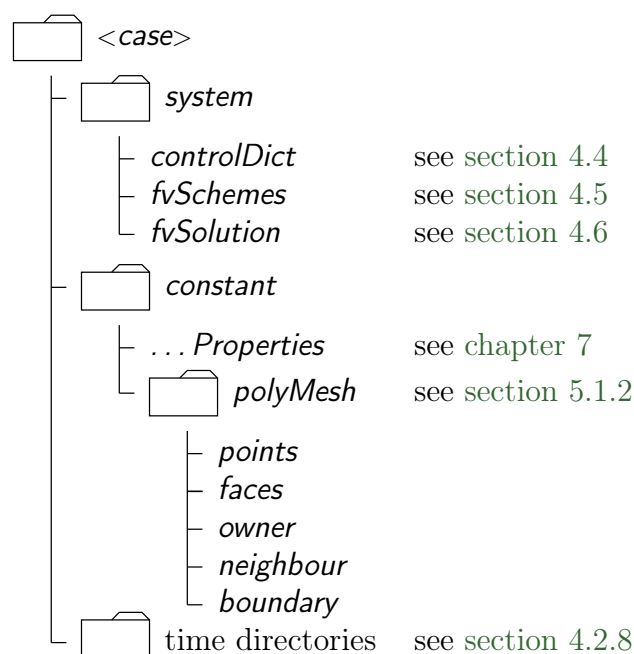 <case>
system
controlDict see section 4.4
fvSchemes see section 4.5
fvSolution see section 4.6
constant
...Properties see chapter 7
polyMesh see section 5.1.2
points
faces
owner
neighbour
boundary
time directories see section 4.2.8